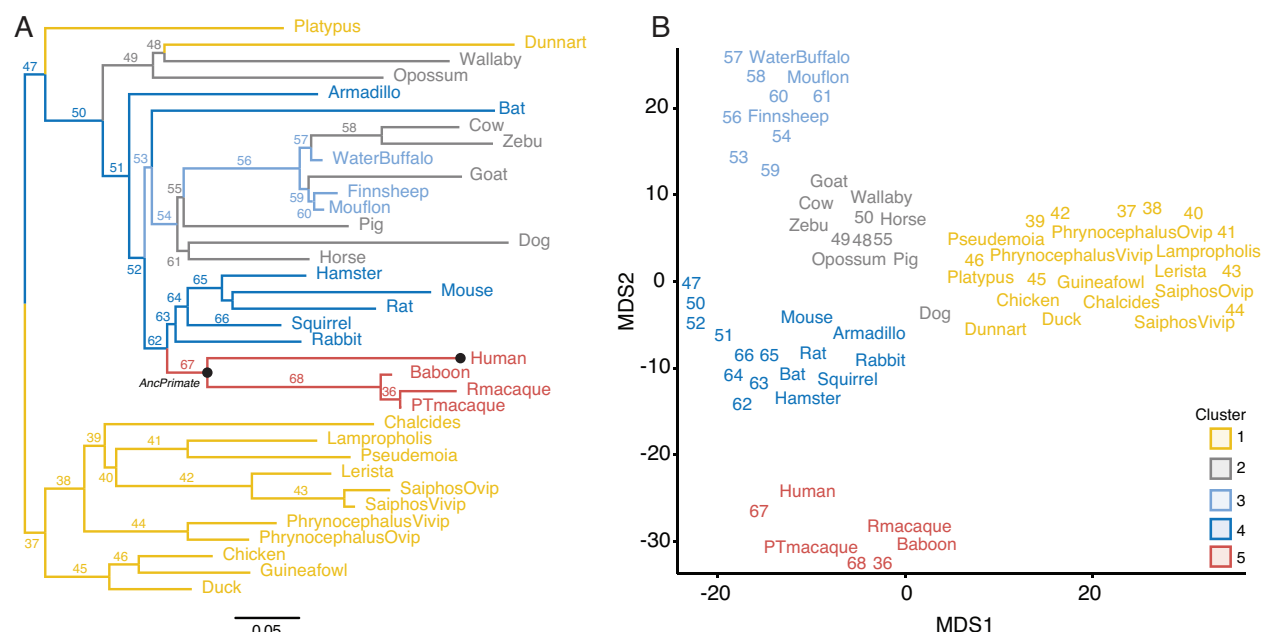 A
Platypus
48
Dunnart
47
49
Wallaby
Opossum
Armadillo
50
Bat
Cow
58
Zebu
57
53
WaterBuffalo
56
51
Goat
55
Finnsheep
59
Mouflon
60
54
Pig
Dog
61
Horse
52
Hamster
65
Mouse
64
Rat
63
66
Squirrel
62
Rabbit
Human
67
Baboon
AncPrimate
68
36
Rmacaque
PTmacaque
Chalcides
39
41
Lampropholis
Pseudemoia
40
42
Lerista
38
43
SaiphosOvip
SaiphosVivip
44
PhrynocephalusVivip
37
PhrynocephalusOvip
46
Chicken
45
Guineafowl
Duck
0.05
B
MDS2
20
10
0
-10
-20
-30
57 WaterBuffalo
58 Mouflon
60 61
56 Finnsheep
54
53
59
Goat
Cow Wallaby
Zebu 50 Horse
49 48 55
Opossum Pig
Dog
39 42 37 38 40
Pseudemoia PhrynocephalusOvip 41
46 PhrynocephalusVivip Lampropholis
Platypus 45 Guineafowl Lerista 43
Chicken Chalcides SaiphosOvip
Dunnart Duck SaiphosVivip 44
47
50
52
51
Mouse
Armadillo
66 65 Rat Rabbit
64 63 Bat Squirrel
62 Hamster
Human
67
Rmacaque
PTmacaque Baboon
68 36
Cluster
1
2
3
4
5
-20 0 20
MDS1